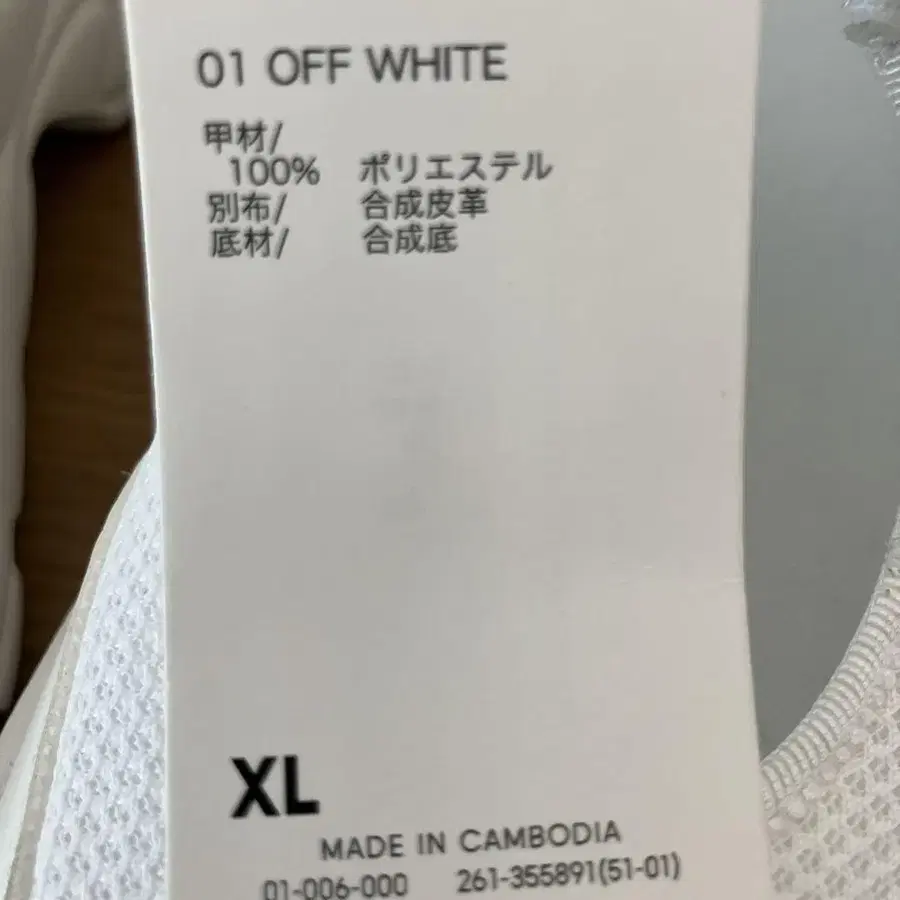 01 OFF WHITE
甲材/
100% ポリエステル
別布/ 合成皮革
底材/ 合成底
XL
MADE IN CAMBODIA
01-006-000 261-355891(51-01)